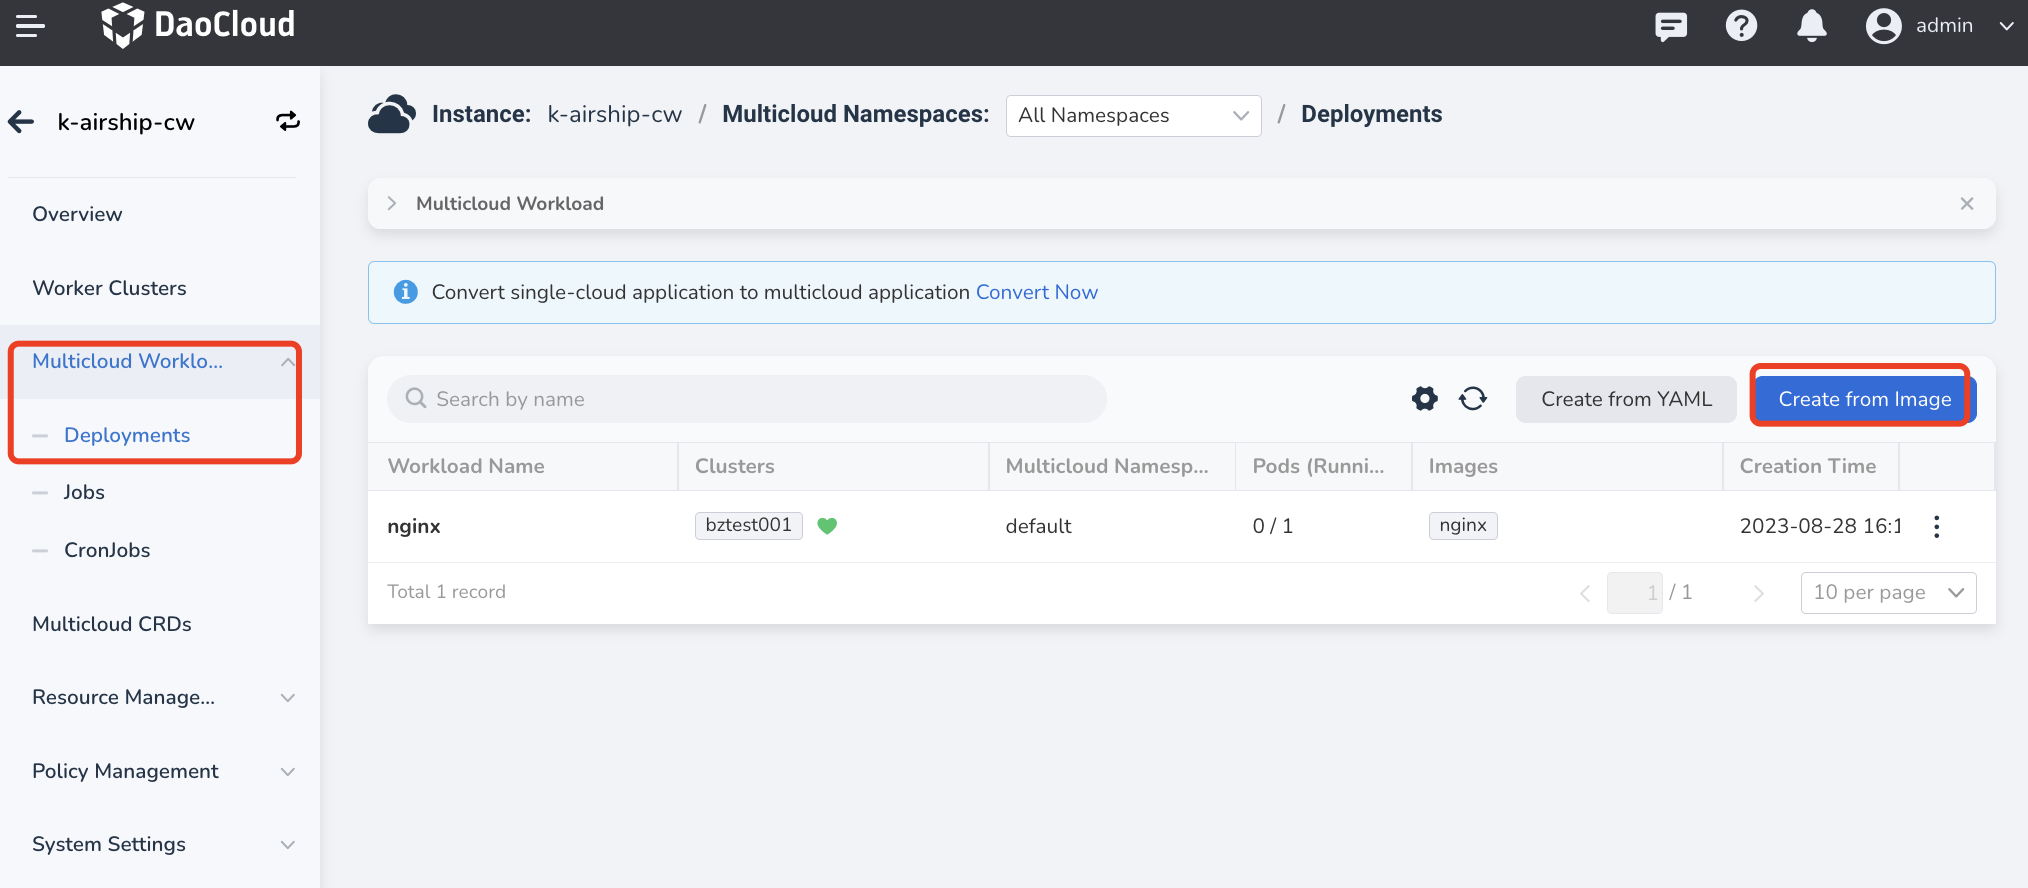 DaoCloud
admin
k-airship-cw
Instance: k-airship-cw / Multicloud Namespaces: All Namespaces / Deployments
Overview
Worker Clusters
Multicloud Worklo...
Deployments
Jobs
CronJobs
Multicloud CRDs
Resource Manage...
Policy Management
System Settings
Multicloud Workload
Convert single-cloud application to multicloud application Convert Now
Search by name
Create from YAML
Create from Image
Workload Name Clusters Multicloud Namesp... Pods (Runni... Images Creation Time
nginx bztest001 default 0 / 1 nginx 2023-08-28 16:1
Total 1 record
1 / 1
10 per page